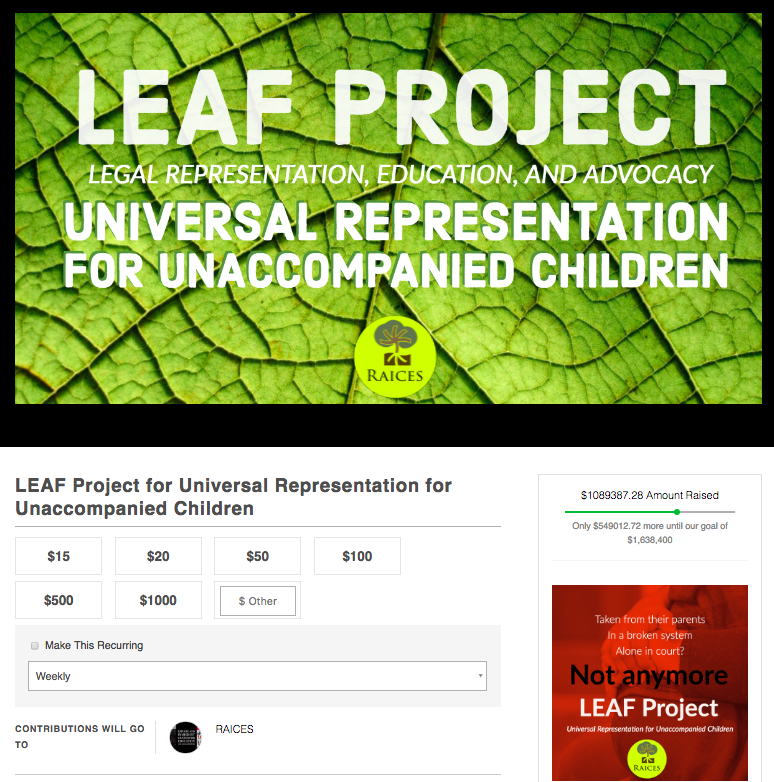 LEAF PROJECT
LEGAL REPRESENTATION, EDUCATION, AND ADVOCACY
UNIVERSAL REPRESENTATION
FOR UNACCOMPANIED CHILDREN
RAICES
LEAF Project for Universal Representation for
Unaccompanied Children
$15
$20
$50
$100
$500
$1000
$ Other
Make This Recurring
Weekly
CONTRIBUTIONS WILL GO
TO
RAICES
$1089387.28 Amount Raised
Only $549012.72 more until our goal of
$1,638,400
Taken from their parents
In a broken system
Alone in court?
Not anymore
LEAF Project
Universal Representation for Unaccompanied Children
RAICES